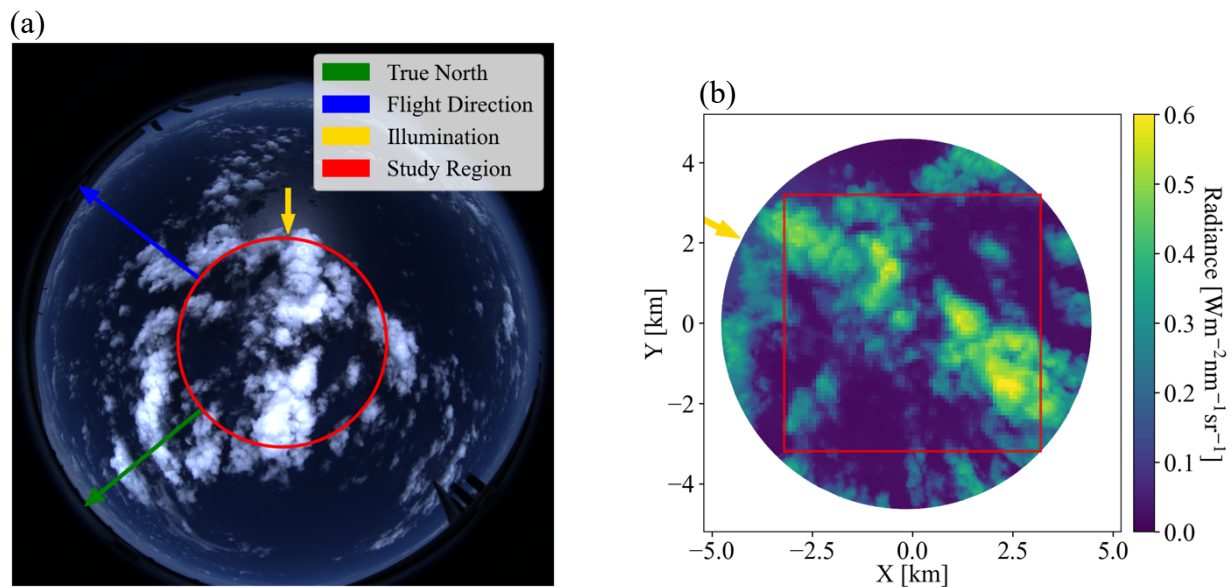 (a)
True North
Flight Direction
Illumination
Study Region
(b)
4
2
0
−2
−4
Y [km]
−5.0
−2.5
0.0
2.5
5.0
X [km]
0.6
0.5
0.4
0.3
0.2
0.1
0.0
Radiance [Wm⁻²nm⁻¹sr⁻¹]